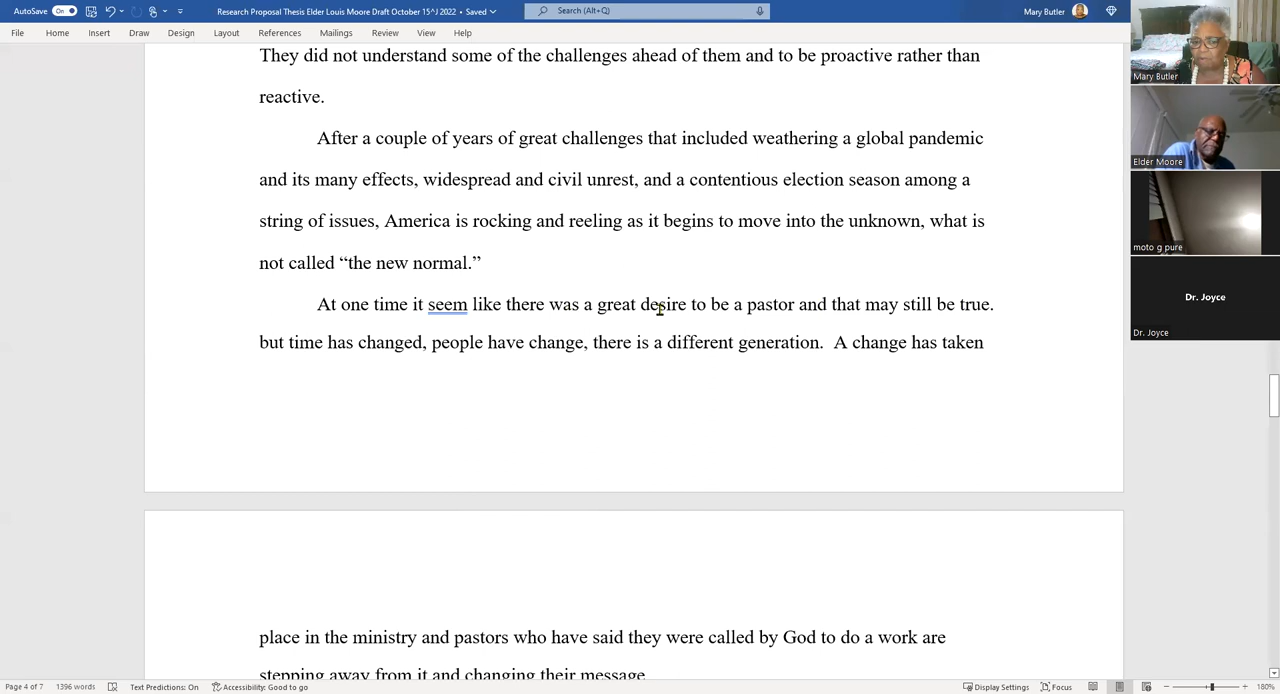 AutoSave On Research Proposal Thesis Elder Louis Moore Draft October 15^J 2022 • Saved Search (Alt+Q) Mary Butler
File Home Insert Draw Design Layout References Mailings Review View Help
They did not understand some of the challenges ahead of them and to be proactive rather than
reactive.
After a couple of years of great challenges that included weathering a global pandemic
and its many effects, widespread and civil unrest, and a contentious election season among a
string of issues, America is rocking and reeling as it begins to move into the unknown, what is
not called “the new normal.”
At one time it seem like there was a great desire to be a pastor and that may still be true.
but time has changed, people have change, there is a different generation. A change has taken
place in the ministry and pastors who have said they were called by God to do a work are
stepping away from it and changing their message
Mary Butler
Elder Moore
moto g pure
Dr. Joyce
Dr. Joyce
Page 4 of 7 1396 words Text Predictions: On Accessibility: Good to go Display Settings Focus 180%